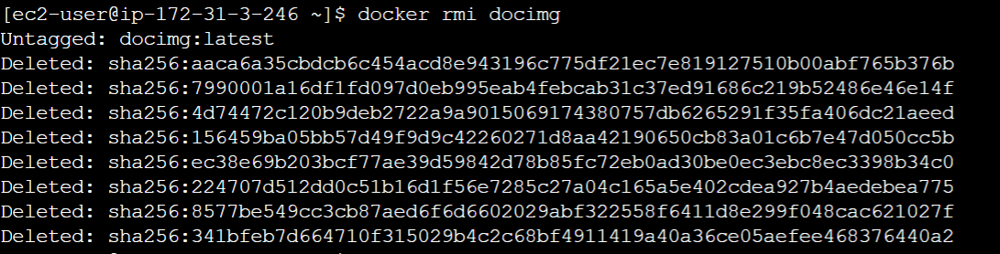 [ec2-user@ip-172-31-3-246 ~]$ docker rmi docimg
Untagged: docimg:latest
Deleted: sha256:aaca6a35cbdcb6c454acd8e943196c775df21ec7e819127510b00abf765b376b
Deleted: sha256:7990001a16df1fd097d0eb995eab4febcab31c37ed91686c219b52486e46e14f
Deleted: sha256:4d74472c120b9deb2722a9a9015069174380757db6265291f35fa406dc21aeed
Deleted: sha256:156459ba05bb57d49f9d9c42260271d8aa42190650cb83a01c6b7e47d050cc5b
Deleted: sha256:ec38e69b203bcf77ae39d59842d78b85fc72eb0ad30be0ec3ebc8ec3398b34c0
Deleted: sha256:224707d512dd0c51b16d1f56e7285c27a04c165a5e402cdea927b4aedebea775
Deleted: sha256:8577be549cc3cb87aed6f6d6602029abf322558f6411d8e299f048cac621027f
Deleted: sha256:341bfeb7d664710f315029b4c2c68bf4911419a40a36ce05aefee468376440a2